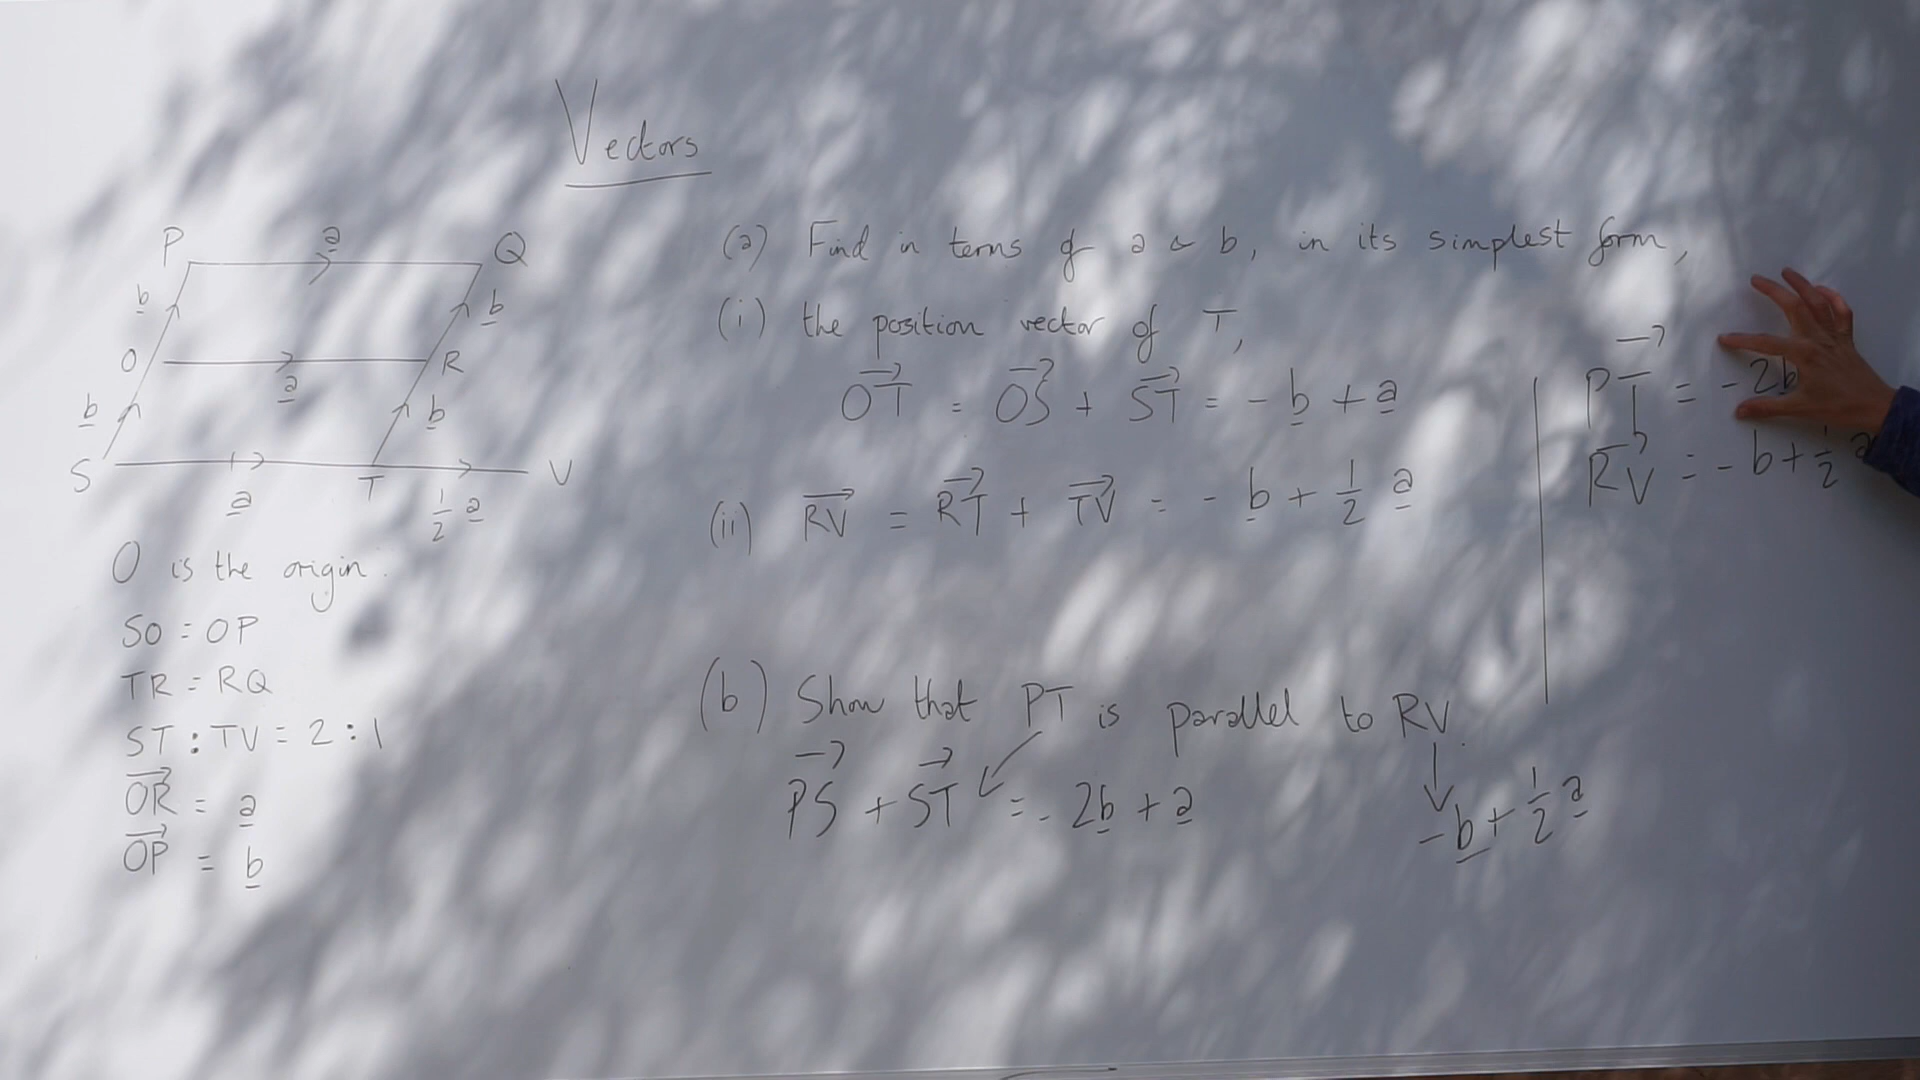 Vectors
P a Q
b b
O R
a
b b
S T V
a 1/2 a
O is the origin.
SO = OP
TR = RQ
ST : TV = 2 : 1
OR→ = a
OP→ = b
(a) Find in terms of a & b, in its simplest form,
(i) the position vector of T,
OT→ = OS→ + ST→ = - b + a
(ii) RV→ = RT→ + TV→ = - b + 1/2 a
(b) Show that PT is parallel to RV.
PS→ + ST→ = - 2b + a
-b + 1/2 a
PT→ = -2b
RV→ = - b + 1/2 a